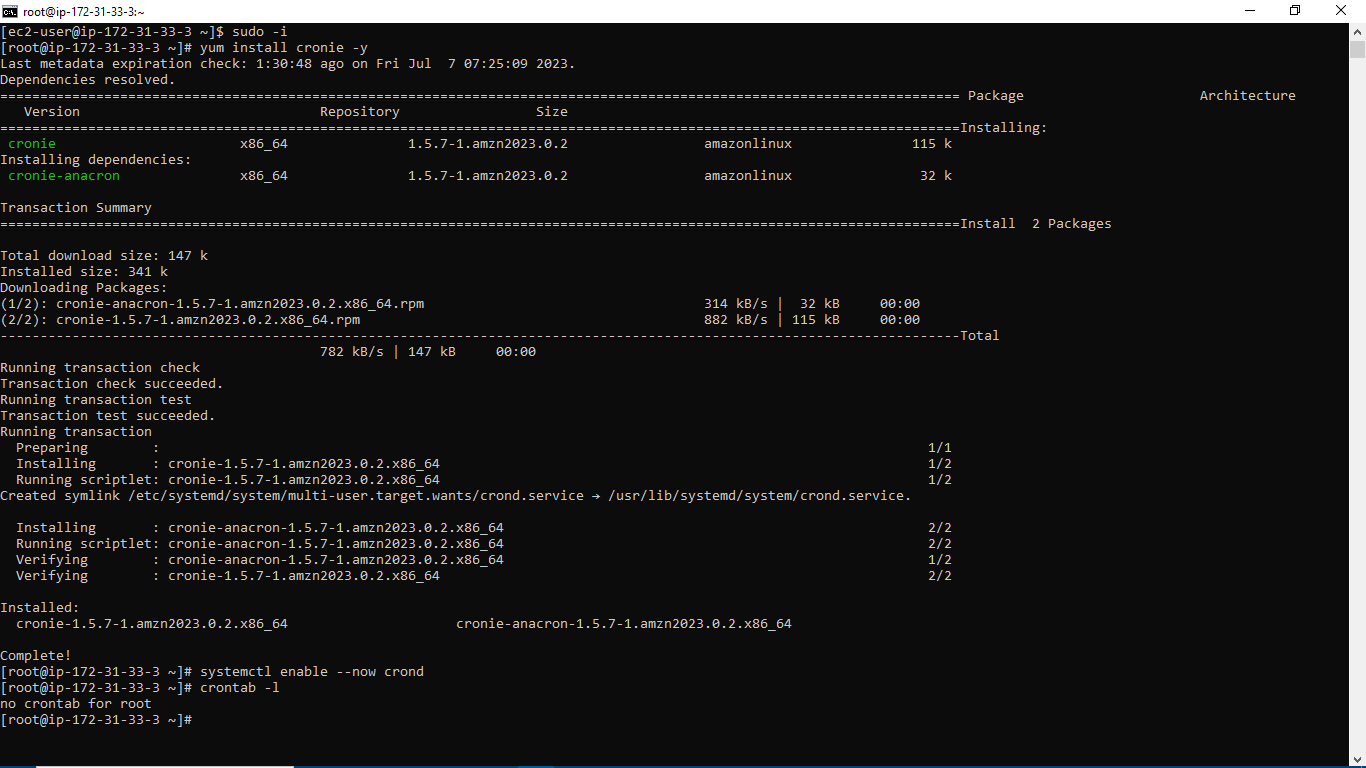 root@ip-172-31-33-3:~
[ec2-user@ip-172-31-33-3 ~]$ sudo -i
[root@ip-172-31-33-3 ~]# yum install cronie -y
Last metadata expiration check: 1:30:48 ago on Fri Jul  7 07:25:09 2023.
Dependencies resolved.
======================================================================================================================== Package                      Architecture
   Version                              Repository                 Size
========================================================================================================================Installing:
 cronie                       x86_64               1.5.7-1.amzn2023.0.2                 amazonlinux               115 k
Installing dependencies:
 cronie-anacron               x86_64               1.5.7-1.amzn2023.0.2                 amazonlinux                32 k
Transaction Summary
========================================================================================================================Install  2 Packages
Total download size: 147 k
Installed size: 341 k
Downloading Packages:
(1/2): cronie-anacron-1.5.7-1.amzn2023.0.2.x86_64.rpm                                   314 kB/s |  32 kB     00:00
(2/2): cronie-1.5.7-1.amzn2023.0.2.x86_64.rpm                                           882 kB/s | 115 kB     00:00
------------------------------------------------------------------------------------------------------------------------Total
                                        782 kB/s | 147 kB     00:00
Running transaction check
Transaction check succeeded.
Running transaction test
Transaction test succeeded.
Running transaction
  Preparing        :                                                                                                1/1
  Installing       : cronie-1.5.7-1.amzn2023.0.2.x86_64                                                             1/2
  Running scriptlet: cronie-1.5.7-1.amzn2023.0.2.x86_64                                                             1/2
Created symlink /etc/systemd/system/multi-user.target.wants/crond.service → /usr/lib/systemd/system/crond.service.
  Installing       : cronie-anacron-1.5.7-1.amzn2023.0.2.x86_64                                                     2/2
  Running scriptlet: cronie-anacron-1.5.7-1.amzn2023.0.2.x86_64                                                     2/2
  Verifying        : cronie-anacron-1.5.7-1.amzn2023.0.2.x86_64                                                     1/2
  Verifying        : cronie-1.5.7-1.amzn2023.0.2.x86_64                                                             2/2
Installed:
  cronie-1.5.7-1.amzn2023.0.2.x86_64                     cronie-anacron-1.5.7-1.amzn2023.0.2.x86_64
Complete!
[root@ip-172-31-33-3 ~]# systemctl enable --now crond
[root@ip-172-31-33-3 ~]# crontab -l
no crontab for root
[root@ip-172-31-33-3 ~]#